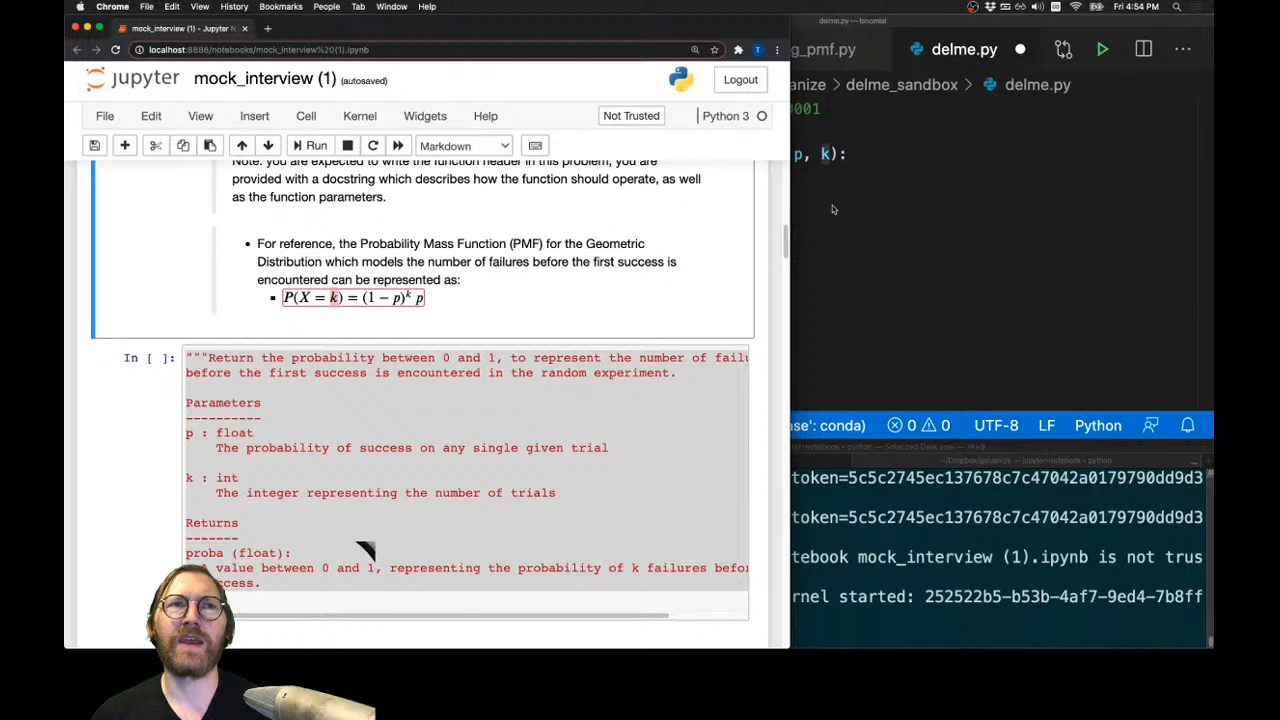 Chrome File Edit View History Bookmarks People Tab Window Help
Fri 4:54 PM
mock_interview (1) - Jupyter N
localhost:8888/notebooks/mock_interview%20(1).ipynb
jupyter mock_interview (1) (autosaved)
Logout
File Edit View Insert Cell Kernel Widgets Help
Not Trusted
Python 3
Run
Markdown
Note: you are expected to write the function header in this problem, you are
provided with a docstring which describes how the function should operate, as well
as the function parameters.
• For reference, the Probability Mass Function (PMF) for the Geometric
Distribution which models the number of failures before the first success is
encountered can be represented as:
▪ P(X = k) = (1 − p)^k p
In [ ]:
"""Return the probability between 0 and 1, to represent the number of failu
before the first success is encountered in the random experiment.
Parameters
----------
p : float
The probability of success on any single given trial
k : int
The integer representing the number of trials
Returns
-------
proba (float):
A value between 0 and 1, representing the probability of k failures befor
delme.py — binomial
g_pmf.py
delme.py
anize > delme_sandbox > delme.py
0001
p, k):
se': conda)
0
0
UTF-8
LF
Python
token=5c5c2745ec137678c7c47042a0179790dd9d3
token=5c5c2745ec137678c7c47042a0179790dd9d3
tebook mock_interview (1).ipynb is not trus
rnel started: 252522b5-b53b-4af7-9ed4-7b8ff